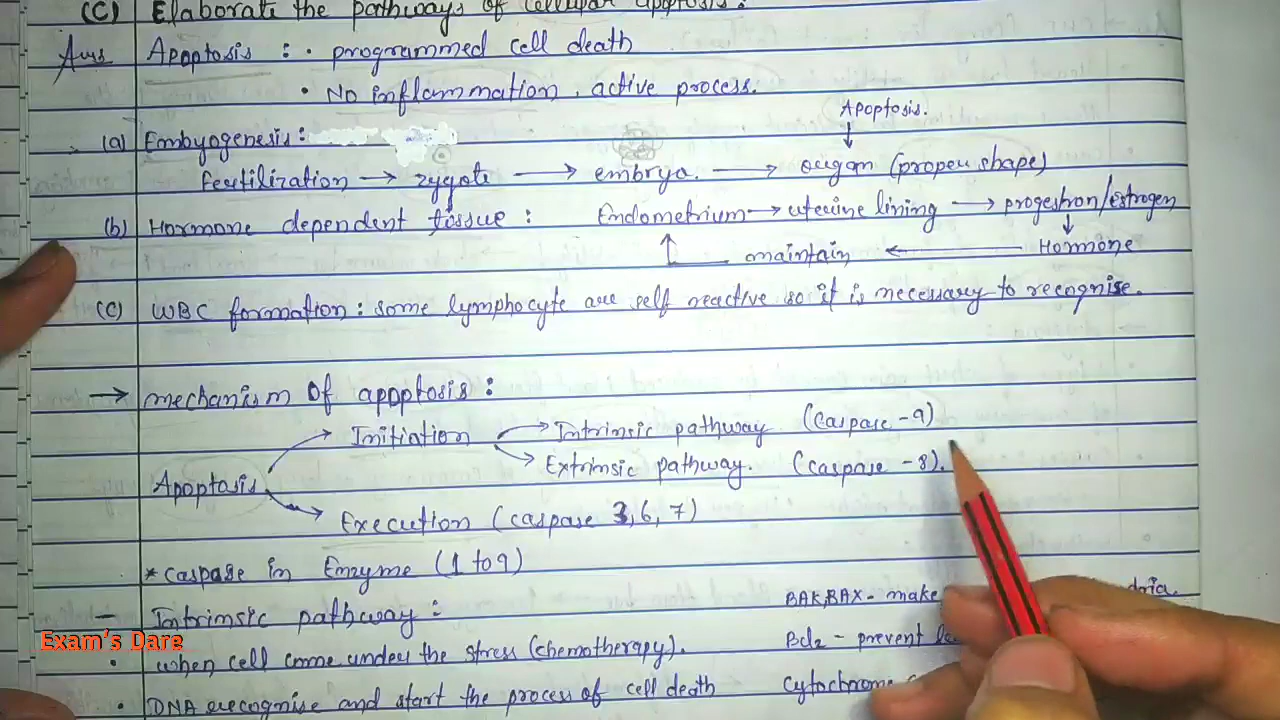 (C) Elaborate the pathways of cellular apoptosis.
Ans Apoptosis : • programmed cell death
• No inflammation, active process.
Apoptosis.
(a) Embyogenesis:
fertilization → zygote → embryo. → organ (proper shape)
(b) Hormone dependent tissue : Endometrium → uterine lining → progestron/estrogen
maintain ← Hormone
(c) WBC formation : some lymphocyte are self reactive so it is necessary to recognise.
→ mechanism of apoptosis :
Initiation → Intrinsic pathway (caspase -9)
→ Extrinsic pathway. (caspase -8).
Apoptosis
Execution (caspase 3, 6, 7)
* caspase in Enzyme (1 to 9)
– Intrinsic pathway : BAK, BAX - make
Exam's Dare
• when cell come under the stress (chemotherapy). Bcl2 - prevent
• DNA recognise and start the process of cell death cytochrome